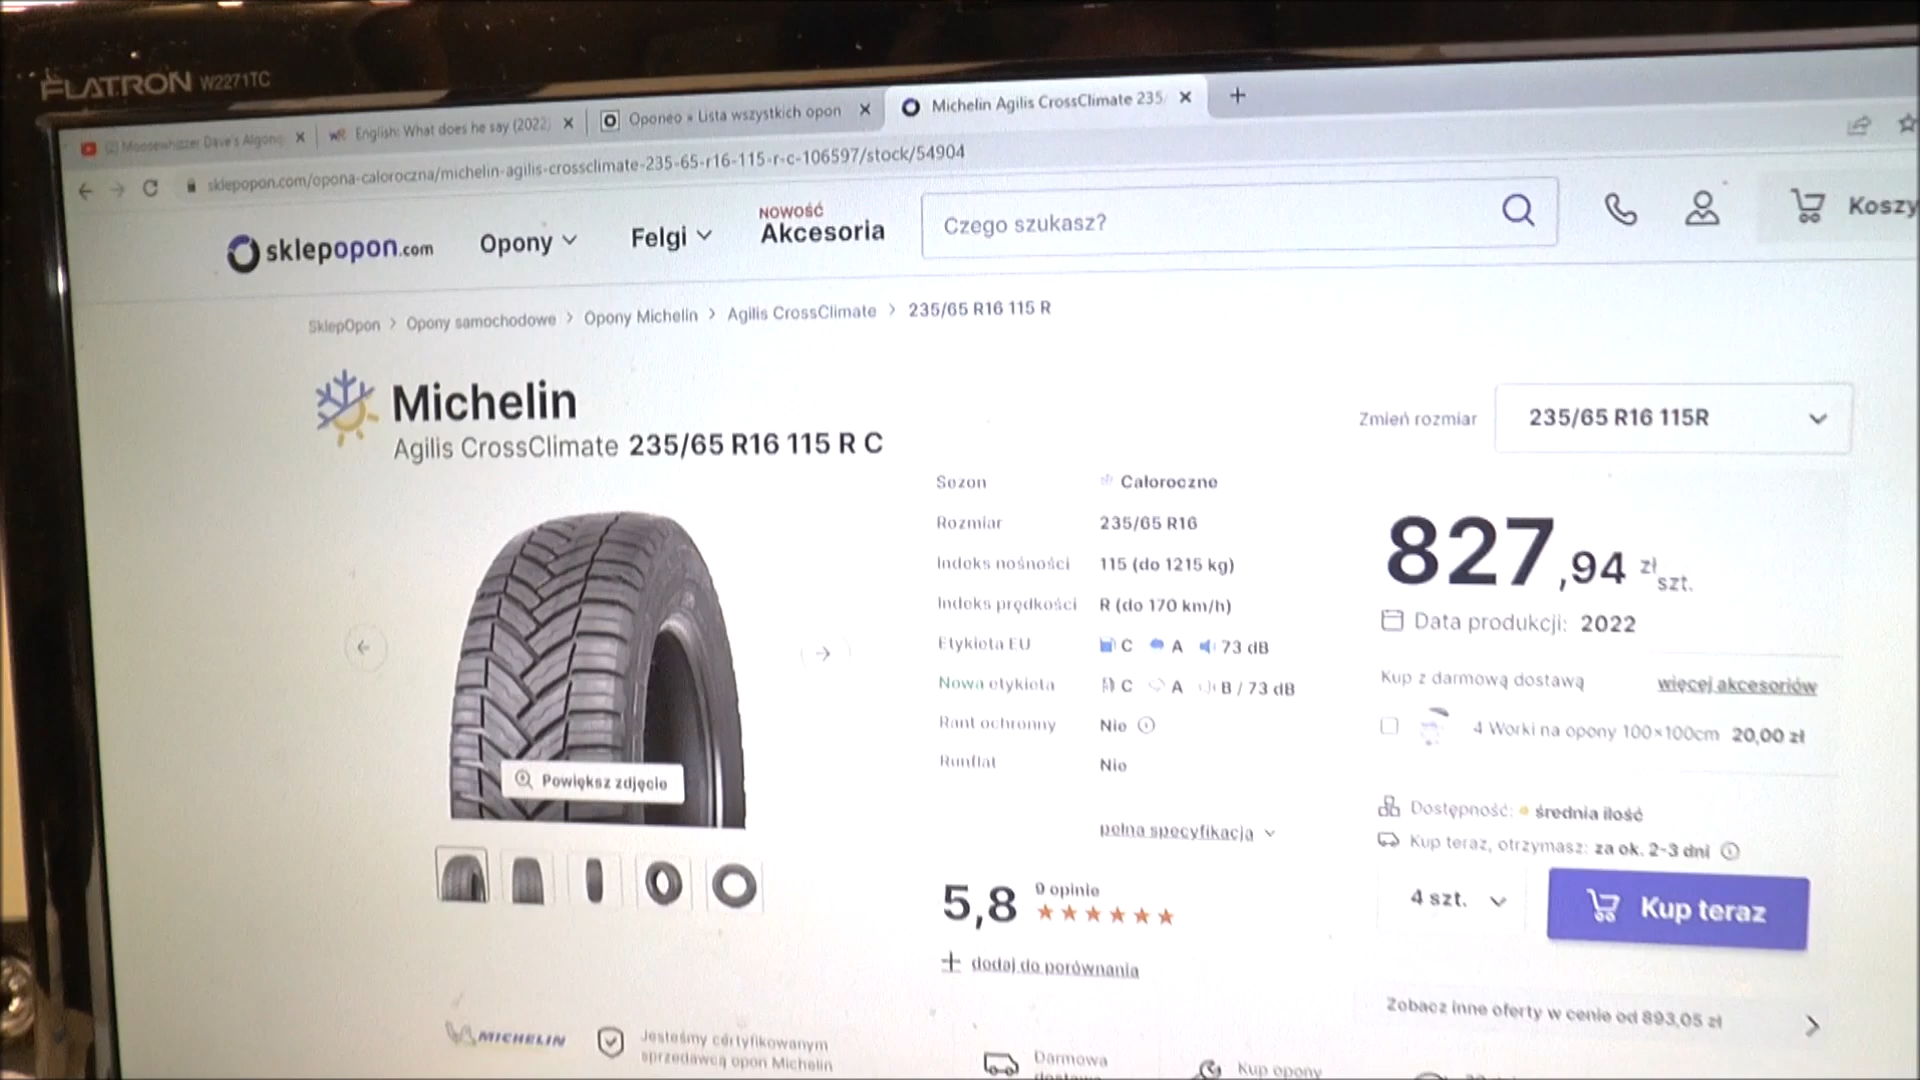 FLATRON W2271TC
(2) Moosewhizzer Dave's Algono
English: What does he say (2022)
Oponeo » Lista wszystkich opon
Michelin Agilis CrossClimate 235/
sklepopon.com/opona-caloroczna/michelin-agilis-crossclimate-235-65-r16-115-r-c-106597/stock/54904
sklepopon.com
Opony
Felgi
NOWOŚĆ
Akcesoria
Czego szukasz?
Koszy
SklepOpon > Opony samochodowe > Opony Michelin > Agilis CrossClimate > 235/65 R16 115 R
Michelin
Agilis CrossClimate 235/65 R16 115 R C
Zmień rozmiar 235/65 R16 115R
Sezon Całoroczne
Rozmiar 235/65 R16
Indeks nośności 115 (do 1215 kg)
Indeks prędkości R (do 170 km/h)
Etykieta EU C A 73 dB
Nowa etykieta C A B / 73 dB
Rant ochronny Nie
Runflat Nie
pełna specyfikacja
Powiększ zdjęcie
5,8
9 opinie
dodaj do porównania
827,94 zł szt.
Data produkcji: 2022
Kup z darmową dostawą więcej akcesoriów
4 Worki na opony 100×100cm 20,00 zł
Dostępność: średnia ilość
Kup teraz, otrzymasz: za ok. 2-3 dni
4 szt.
Kup teraz
Zobacz inne oferty w cenie od 893,05 zł
MICHELIN
Jesteśmy certyfikowanym
sprzedawcą opon Michelin
Darmowa
dostawa
Kup opony